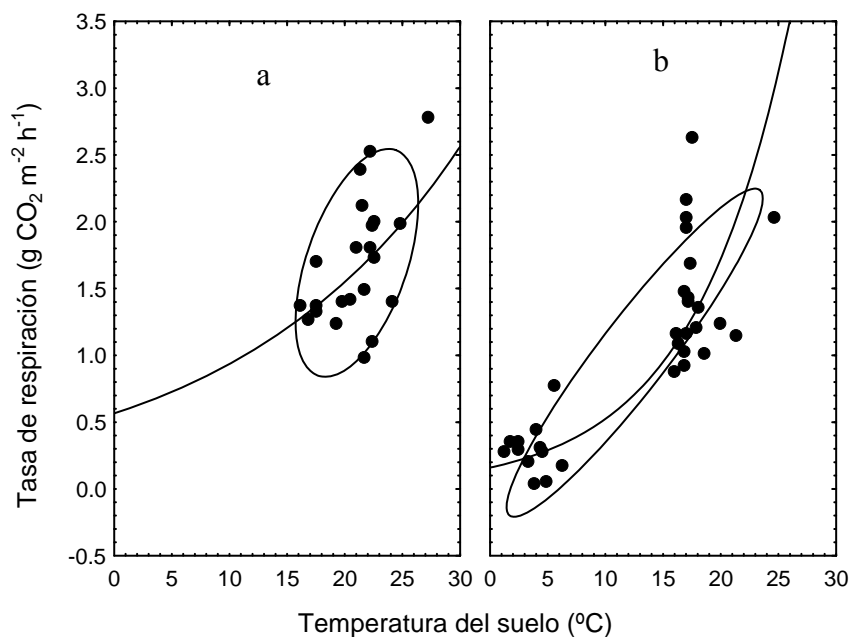 a
b
3.5
3.0
2.5
2.0
1.5
1.0
0.5
0.0
-0.5
Tasa de respiración (g CO₂ m⁻² h⁻¹)
0 5 10 15 20 25 30
0 5 10 15 20 25 30
Temperatura del suelo (ºC)